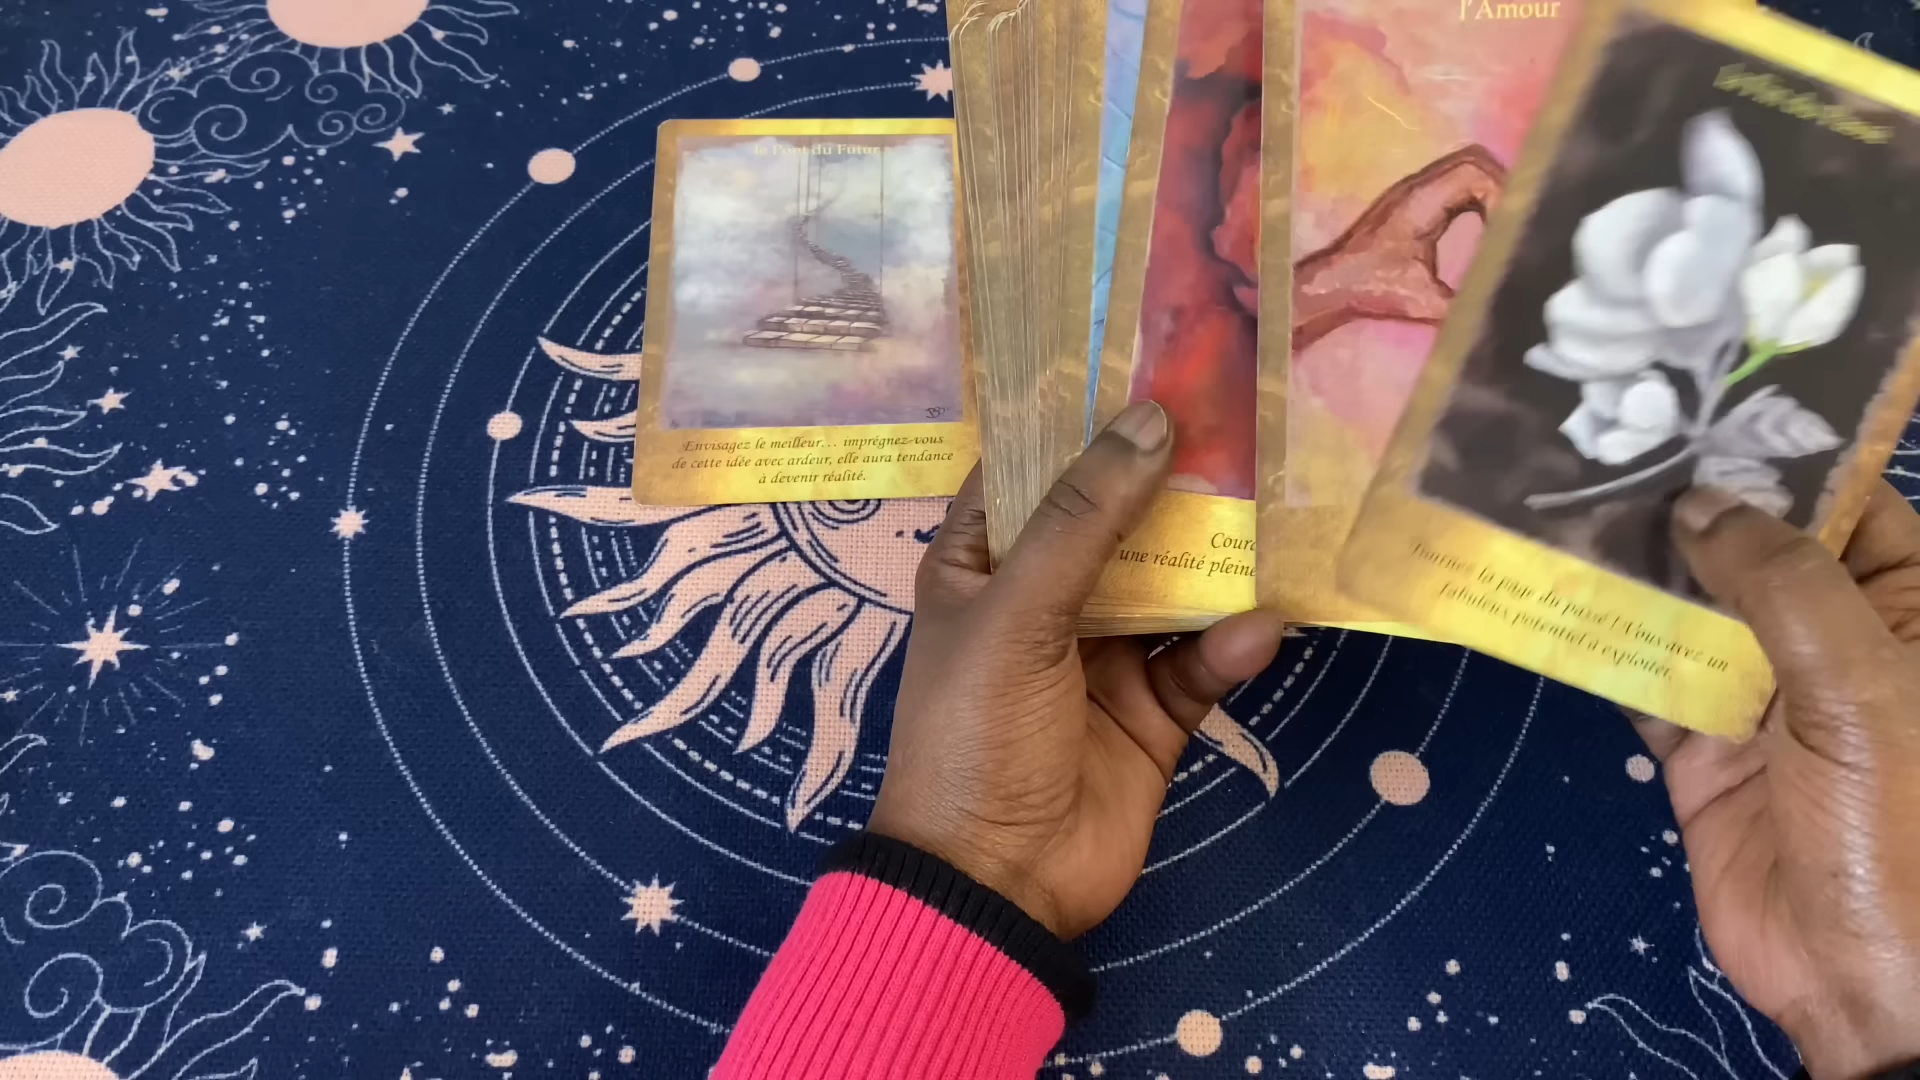 le Pont du Futur
Envisagez le meilleur... imprégnez-vous
de cette idée avec ardeur, elle aura tendance
à devenir réalité.
Coura
une réalité pleine
l'Amour
Tournez la page du passé ! Vous avez un
fabuleux potentiel à exploiter.